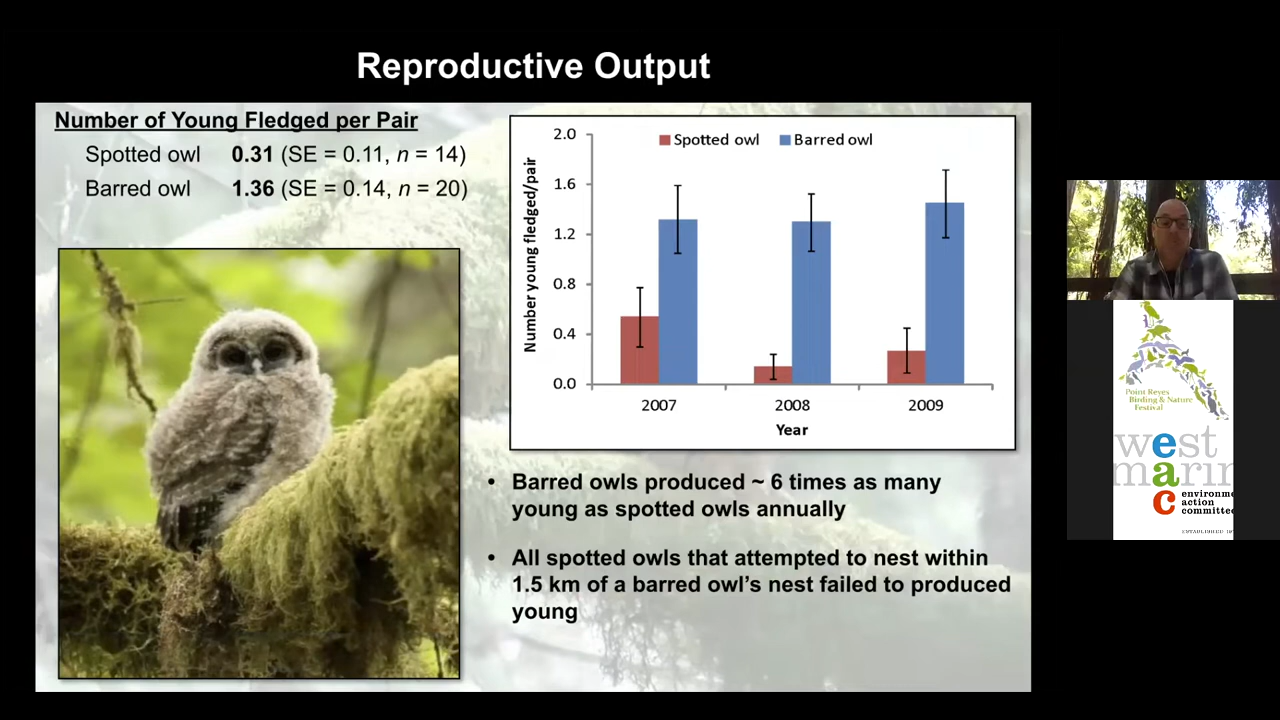 Reproductive Output
Number of Young Fledged per Pair
Spotted owl 0.31 (SE = 0.11, n = 14)
Barred owl 1.36 (SE = 0.14, n = 20)
Spotted owl Barred owl
Number young fledged/pair
2.0
1.6
1.2
0.8
0.4
0.0
2007 2008 2009
Year
• Barred owls produced ~ 6 times as many
young as spotted owls annually
• All spotted owls that attempted to nest within
1.5 km of a barred owl's nest failed to produced
young
Point Reyes
Birding & Nature
Festival
west
marin
eac
environme
action
committee
ESTABLISHED